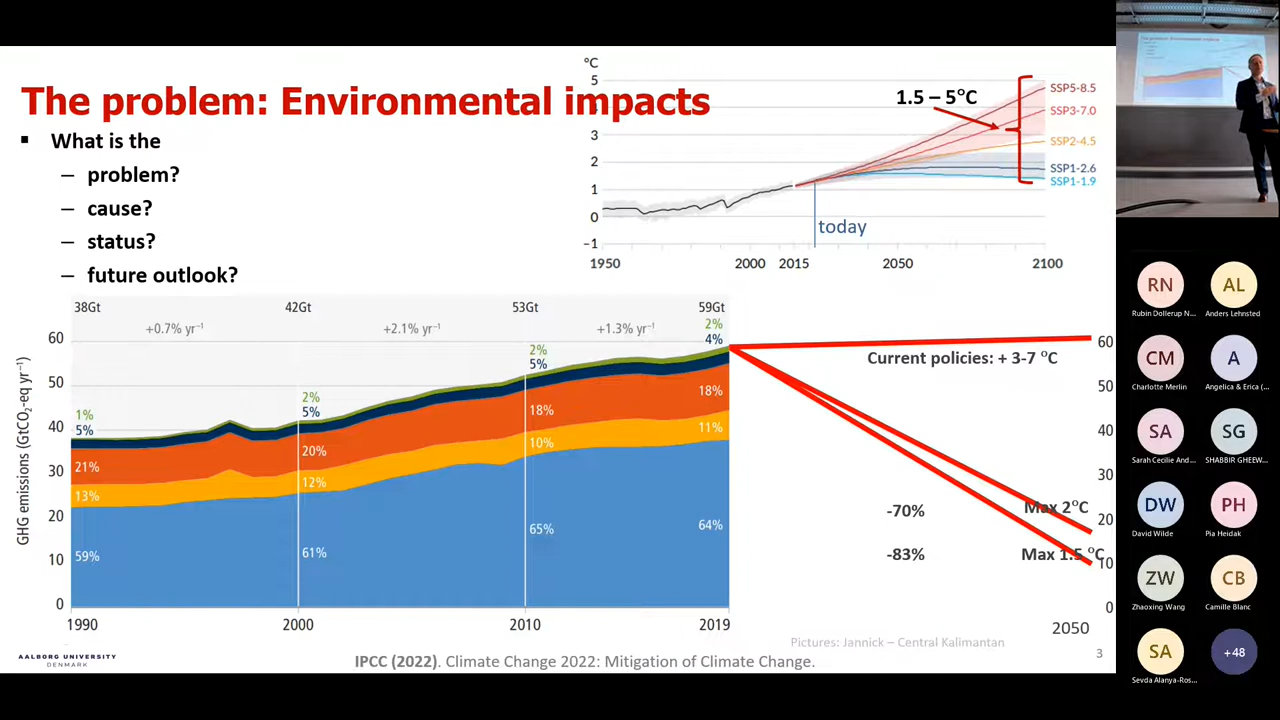 The problem: Environmental impacts
▪ What is the
– problem?
– cause?
– status?
– future outlook?
°C
5
3
2
1
0
−1
1950
2000
2015
2050
2100
1.5 – 5°C
today
SSP5-8.5
SSP3-7.0
SSP2-4.5
SSP1-2.6
SSP1-1.9
38Gt
42Gt
53Gt
59Gt
+0.7% yr⁻¹
+2.1% yr⁻¹
+1.3% yr⁻¹
GHG emissions (GtCO₂-eq yr⁻¹)
60
50
40
30
20
10
0
1%
5%
21%
13%
59%
2%
5%
20%
12%
61%
2%
5%
18%
10%
65%
2%
4%
18%
11%
64%
1990
2000
2010
2019
Current policies: + 3-7 °C
-70%
Max 2°C
-83%
Max 1.5 °C
60
50
40
30
20
10
0
2050
Pictures: Jannick – Central Kalimantan
3
AALBORG UNIVERSITY
DENMARK
IPCC (2022). Climate Change 2022: Mitigation of Climate Change.
The problem: Environmental impacts
RN
Rubin Dollerup N...
AL
Anders Lehnsted
CM
Charlotte Merlin
A
Angelica & Erica (...
SA
Sarah Cecilie And...
SG
SHABBIR GHEEW...
DW
David Wilde
PH
Pia Heidak
ZW
Zhaoxing Wang
CB
Camille Blanc
SA
Sevda Alanya-Ros...
+48